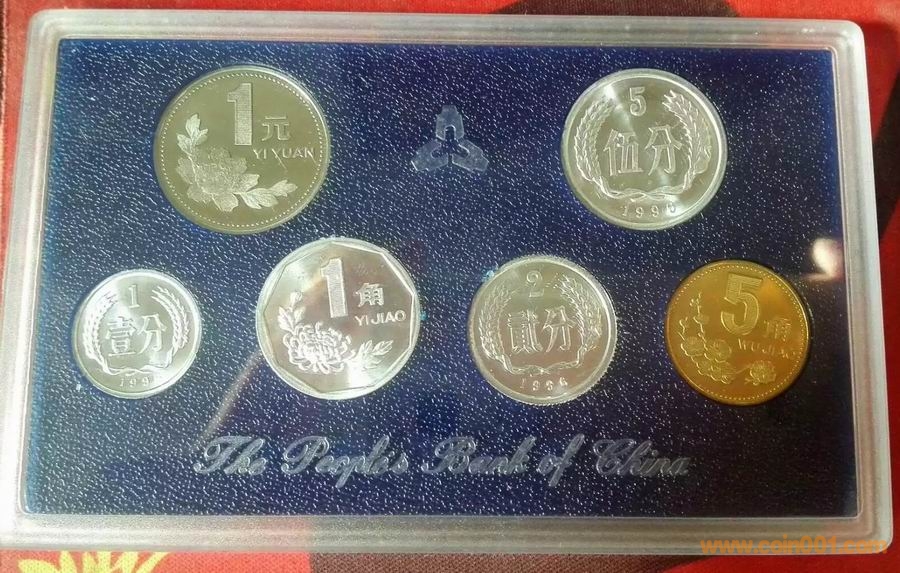 1 元
YI YUAN
5
伍分
1
壹分
1 角
YI JIAO
2
贰分
1996
5 角
WU JIAO
The People's Bank of China
www.coin001.com